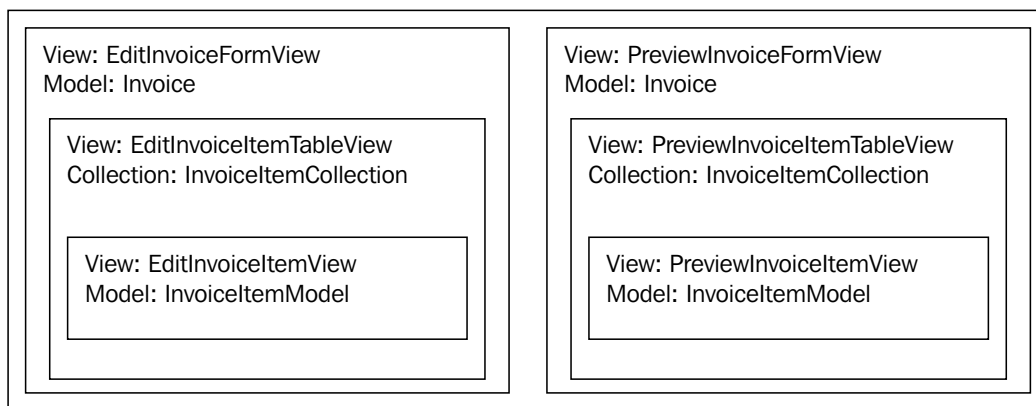 View: EditInvoiceFormView
Model: Invoice
View: EditInvoiceItemTableView
Collection: InvoiceItemCollection
View: EditInvoiceItemView
Model: InvoiceItemModel
View: PreviewInvoiceFormView
Model: Invoice
View: PreviewInvoiceItemTableView
Collection: InvoiceItemCollection
View: PreviewInvoiceItemView
Model: InvoiceItemModel